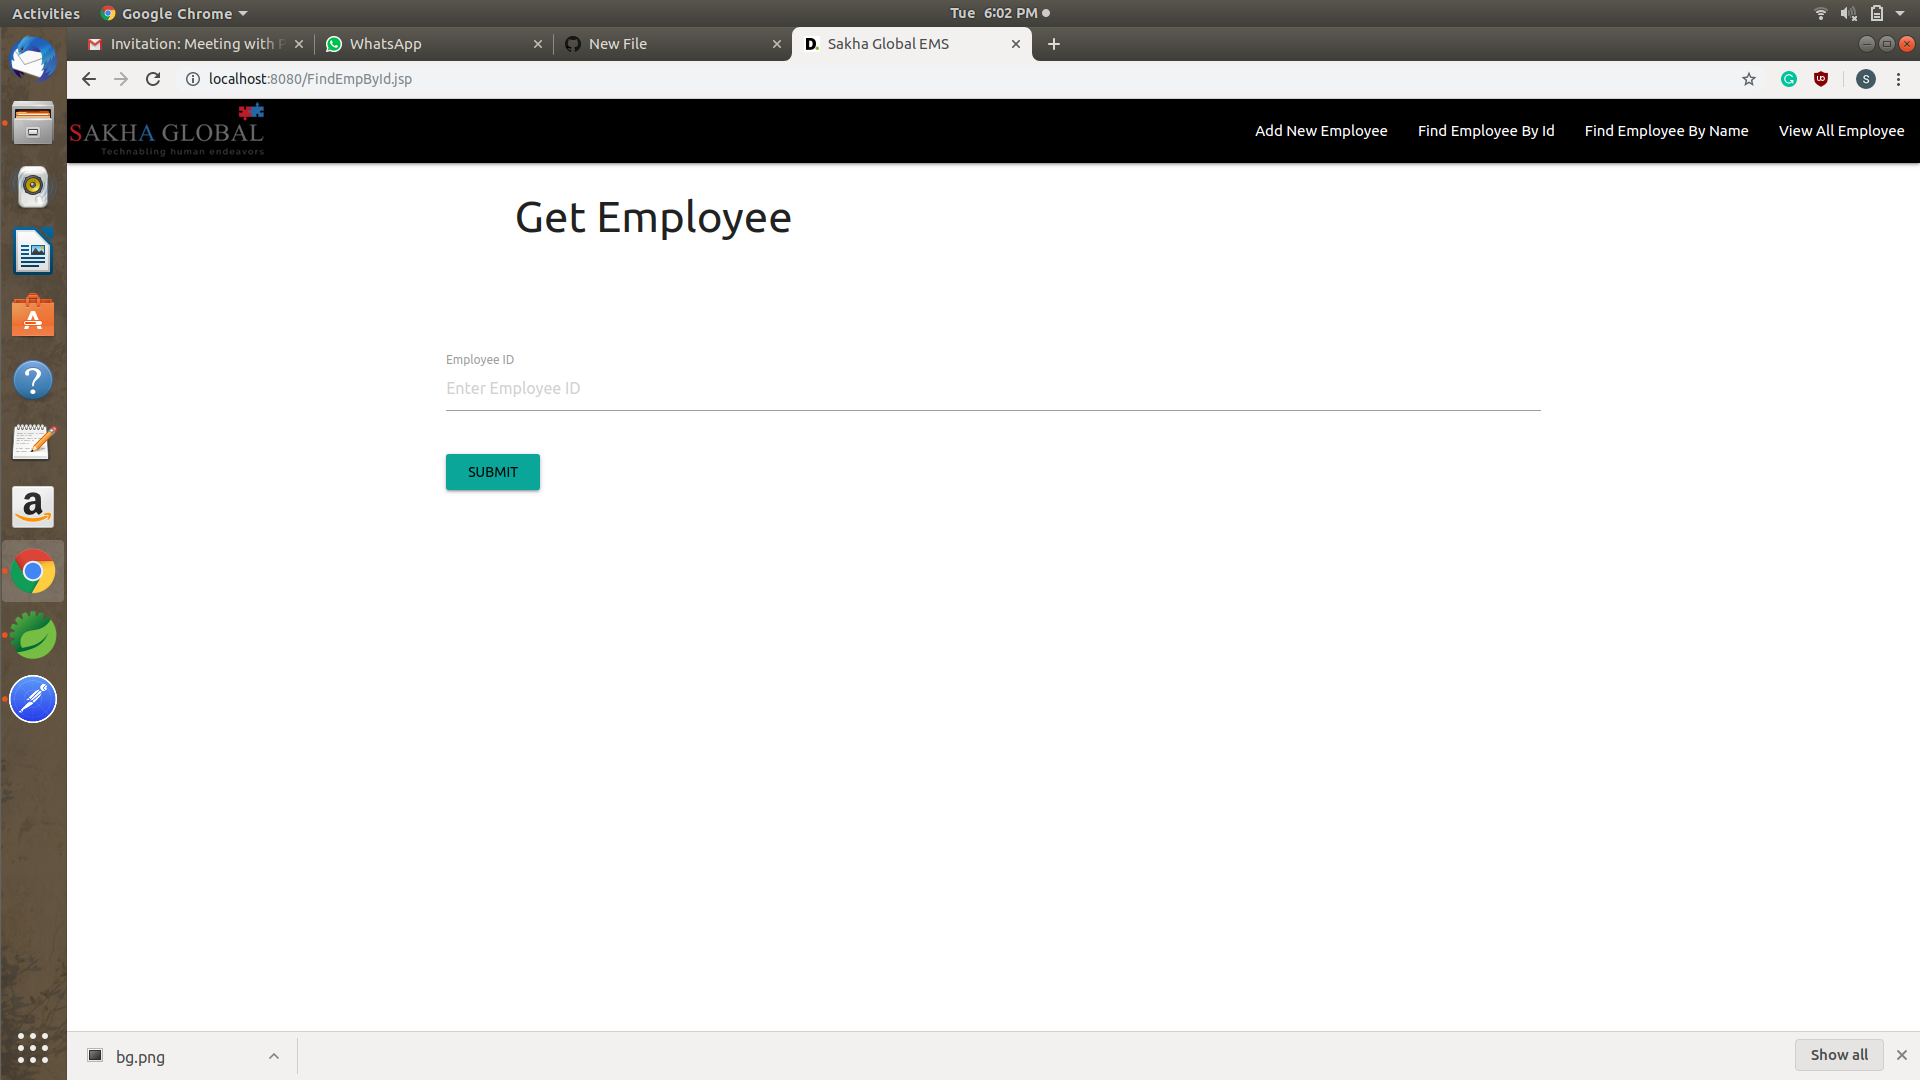 Activities
Google Chrome
Tue 6:02 PM
Invitation: Meeting with
WhatsApp
New File
D. Sakha Global EMS
localhost:8080/FindEmpById.jsp
S
SAKHA GLOBAL
Technabling human endeavors
Add New Employee
Find Employee By Id
Find Employee By Name
View All Employee
Get Employee
Employee ID
Enter Employee ID
SUBMIT
bg.png
Show all